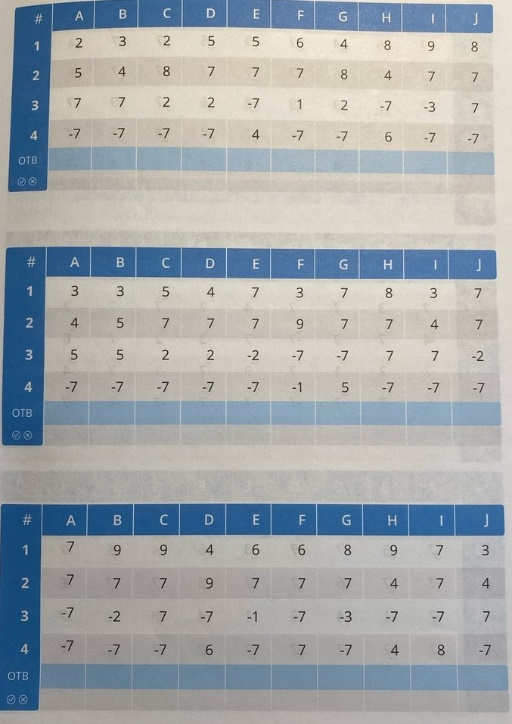 # A B C D E F G H I J
1 2 3 2 5 5 6 4 8 9 8
2 5 4 8 7 7 7 8 4 7 7
3 7 7 2 2 -7 1 2 -7 -3 7
4 -7 -7 -7 -7 4 -7 -7 6 -7 -7
OTB
# A B C D E F G H I J
1 3 3 5 4 7 3 7 8 3 7
2 4 5 7 7 7 9 7 7 4 7
3 5 5 2 2 -2 -7 -7 7 7 -2
4 -7 -7 -7 -7 -7 -1 5 -7 -7 -7
OTB
# A B C D E F G H I J
1 7 9 9 4 6 6 8 9 7 3
2 7 7 7 9 7 7 7 4 7 4
3 -7 -2 7 -7 -1 -7 -3 -7 -7 7
4 -7 -7 -7 6 -7 7 -7 4 8 -7
OTB